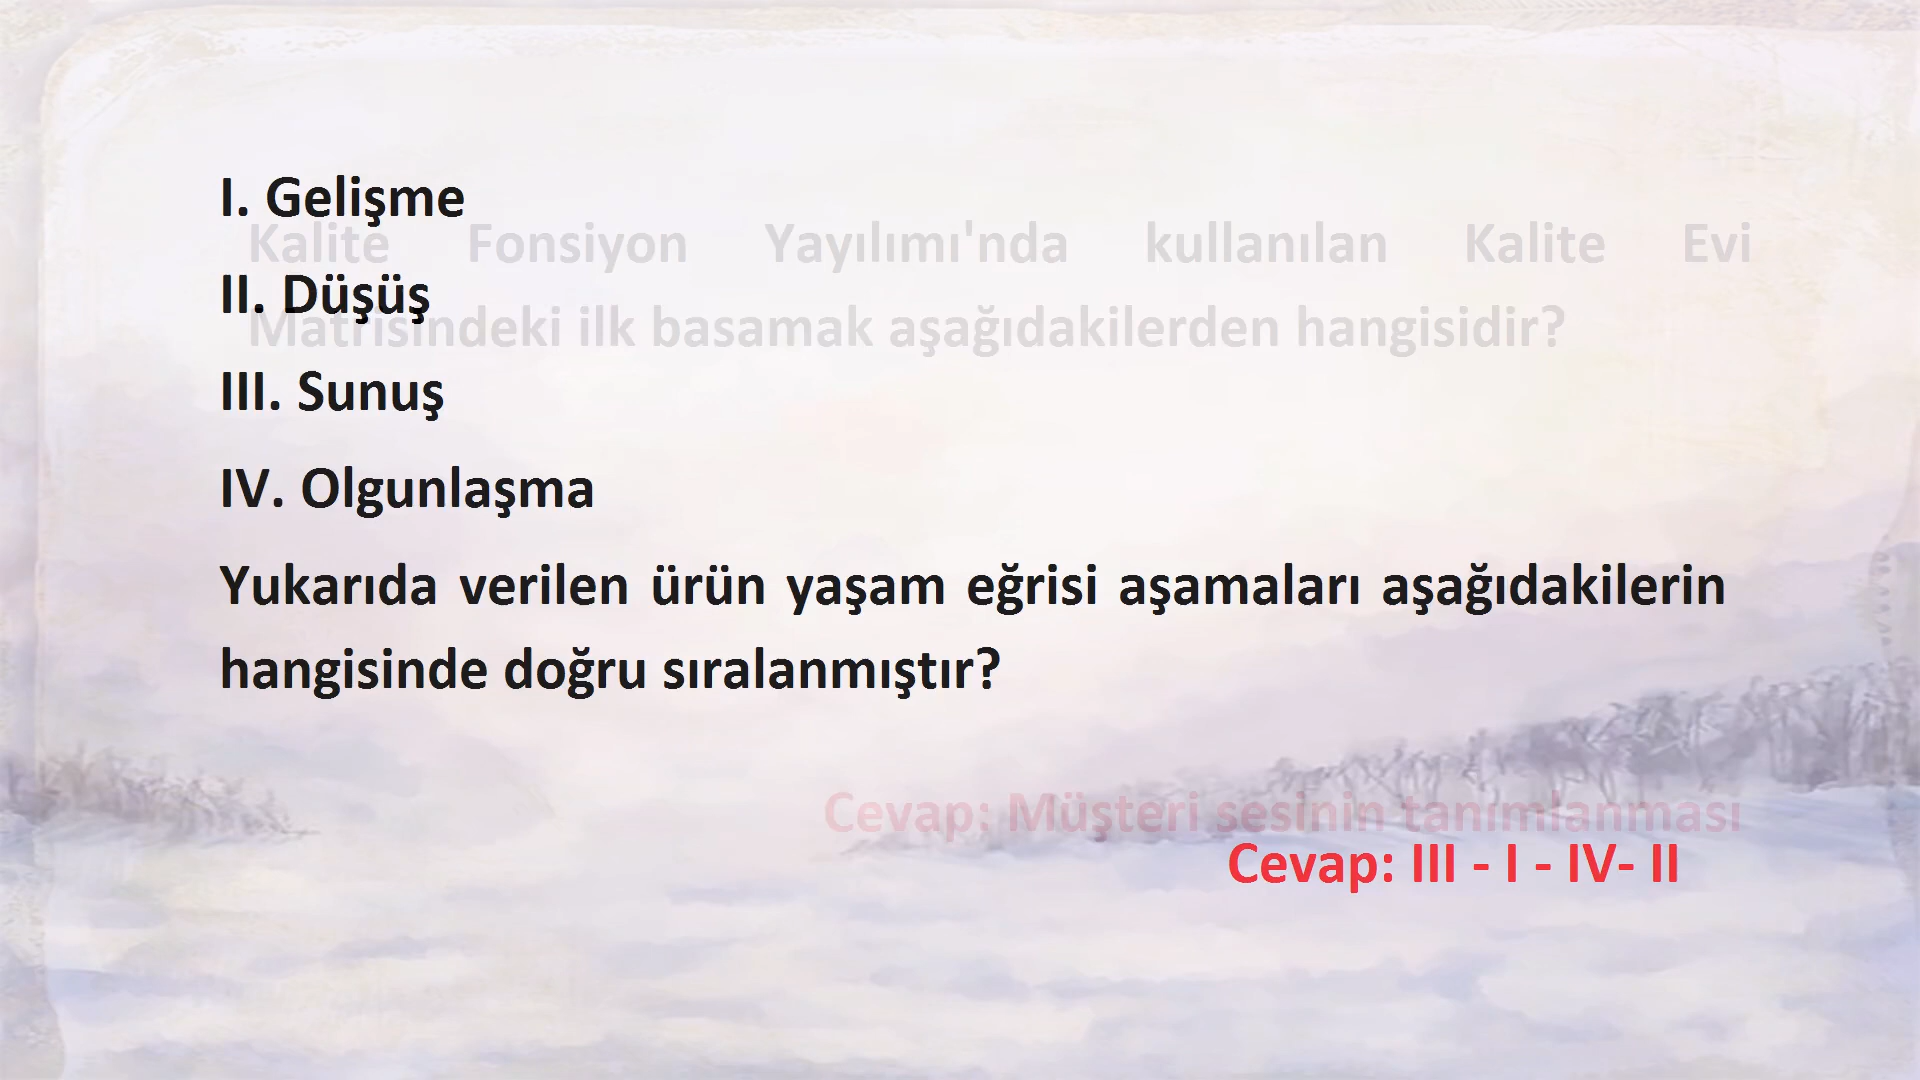 I. Gelişme
Kalite Fonsiyon Yayılımı'nda kullanılan Kalite Evi
II. Düşüş
Matrisindeki ilk basamak aşağıdakilerden hangisidir?
III. Sunuş
IV. Olgunlaşma
Yukarıda verilen ürün yaşam eğrisi aşamaları aşağıdakilerin
hangisinde doğru sıralanmıştır?
Cevap: Müşteri sesinin tanımlanması
Cevap: III - I - IV- II